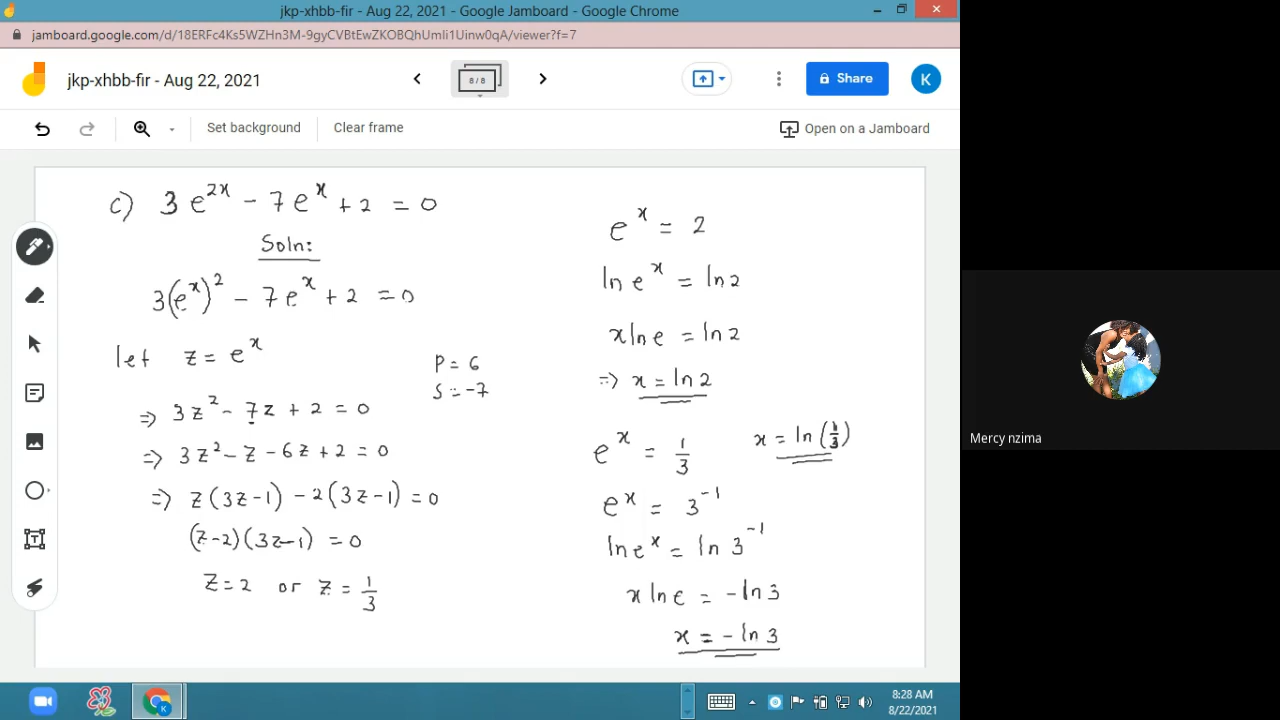 jkp-xhbb-fir - Aug 22, 2021 - Google Jamboard - Google Chrome
jamboard.google.com/d/18ERFc4Ks5WZHn3M-9gyCVBtEwZKOBQhUmli1Uinw0qA/viewer?f=7
jkp-xhbb-fir - Aug 22, 2021
8 / 8
Share
K
Set background
Clear frame
Open on a Jamboard
c) 3e^{2x} - 7e^x + 2 = 0
Soln:
3(e^x)^2 - 7e^x + 2 = 0
let z = e^x
P = 6
S = -7
=> 3z^2 - 7z + 2 = 0
=> 3z^2 - z - 6z + 2 = 0
=> z(3z-1) - 2(3z-1) = 0
(z-2)(3z-1) = 0
z = 2 or z = 1/3
e^x = 2
ln e^x = ln 2
x ln e = ln 2
=> x = ln 2
e^x = 1/3
x = ln(1/3)
e^x = 3^{-1}
ln e^x = ln 3^{-1}
x ln e = -ln 3
x = -ln 3
Mercy nzima
8:28 AM
8/22/2021